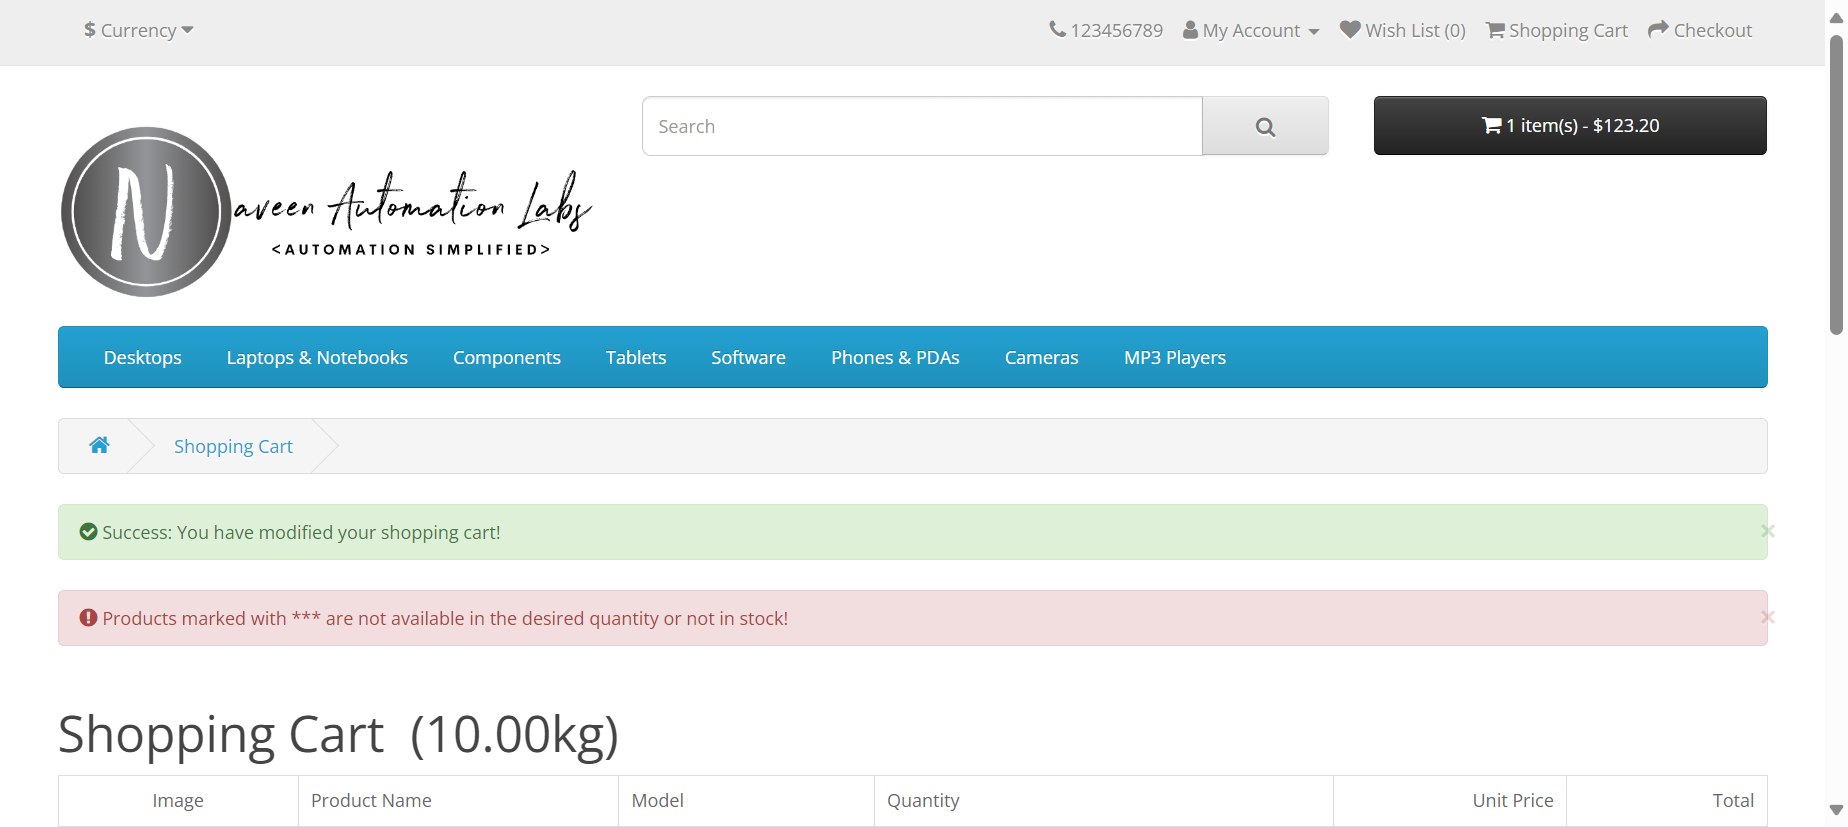 $ Currency
123456789 My Account Wish List (0) Shopping Cart Checkout
Search
1 item(s) - $123.20
Naveen Automation Labs
<AUTOMATION SIMPLIFIED>
Desktops Laptops & Notebooks Components Tablets Software Phones & PDAs Cameras MP3 Players
Shopping Cart
Success: You have modified your shopping cart!
×
Products marked with *** are not available in the desired quantity or not in stock!
×
Shopping Cart (10.00kg)
Image Product Name Model Quantity Unit Price Total